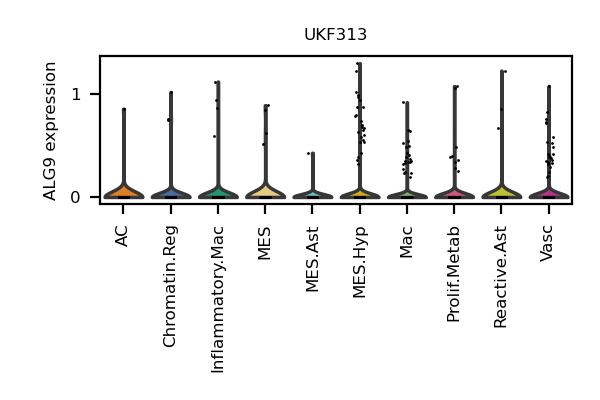 UKF313
ALG9 expression
1
0
AC
Chromatin.Reg
Inflammatory.Mac
MES
MES.Ast
MES.Hyp
Mac
Prolif.Metab
Reactive.Ast
Vasc